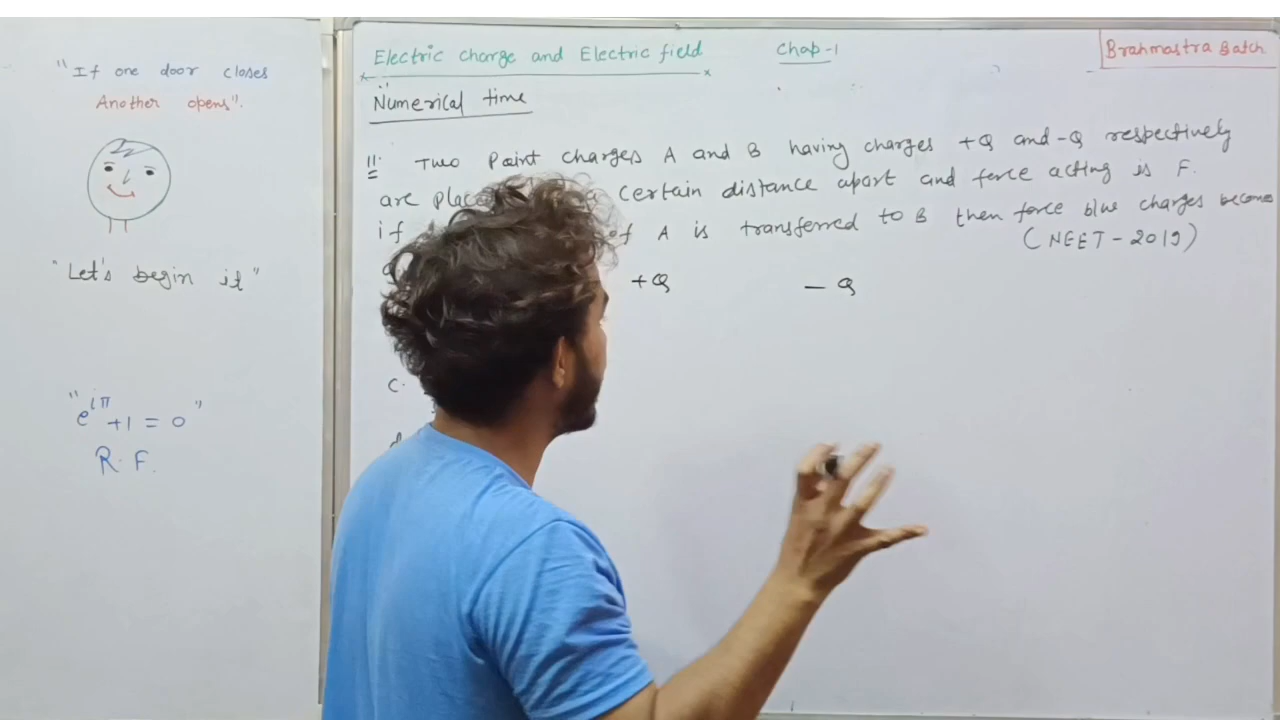 "If one door closes
Another opens".
"Let's begin it"
"e^iπ +1 = 0"
R. F.
Electric charge and Electric field Chap-1
Brahmastra Batch
Numerical time
11. Two Point charges A and B having charges +Q and -Q respectively
are certain distance apart and force acting is F.
if of A is transferred to B then force b/w charges become
(NEET-2019)
+Q - Q
c.